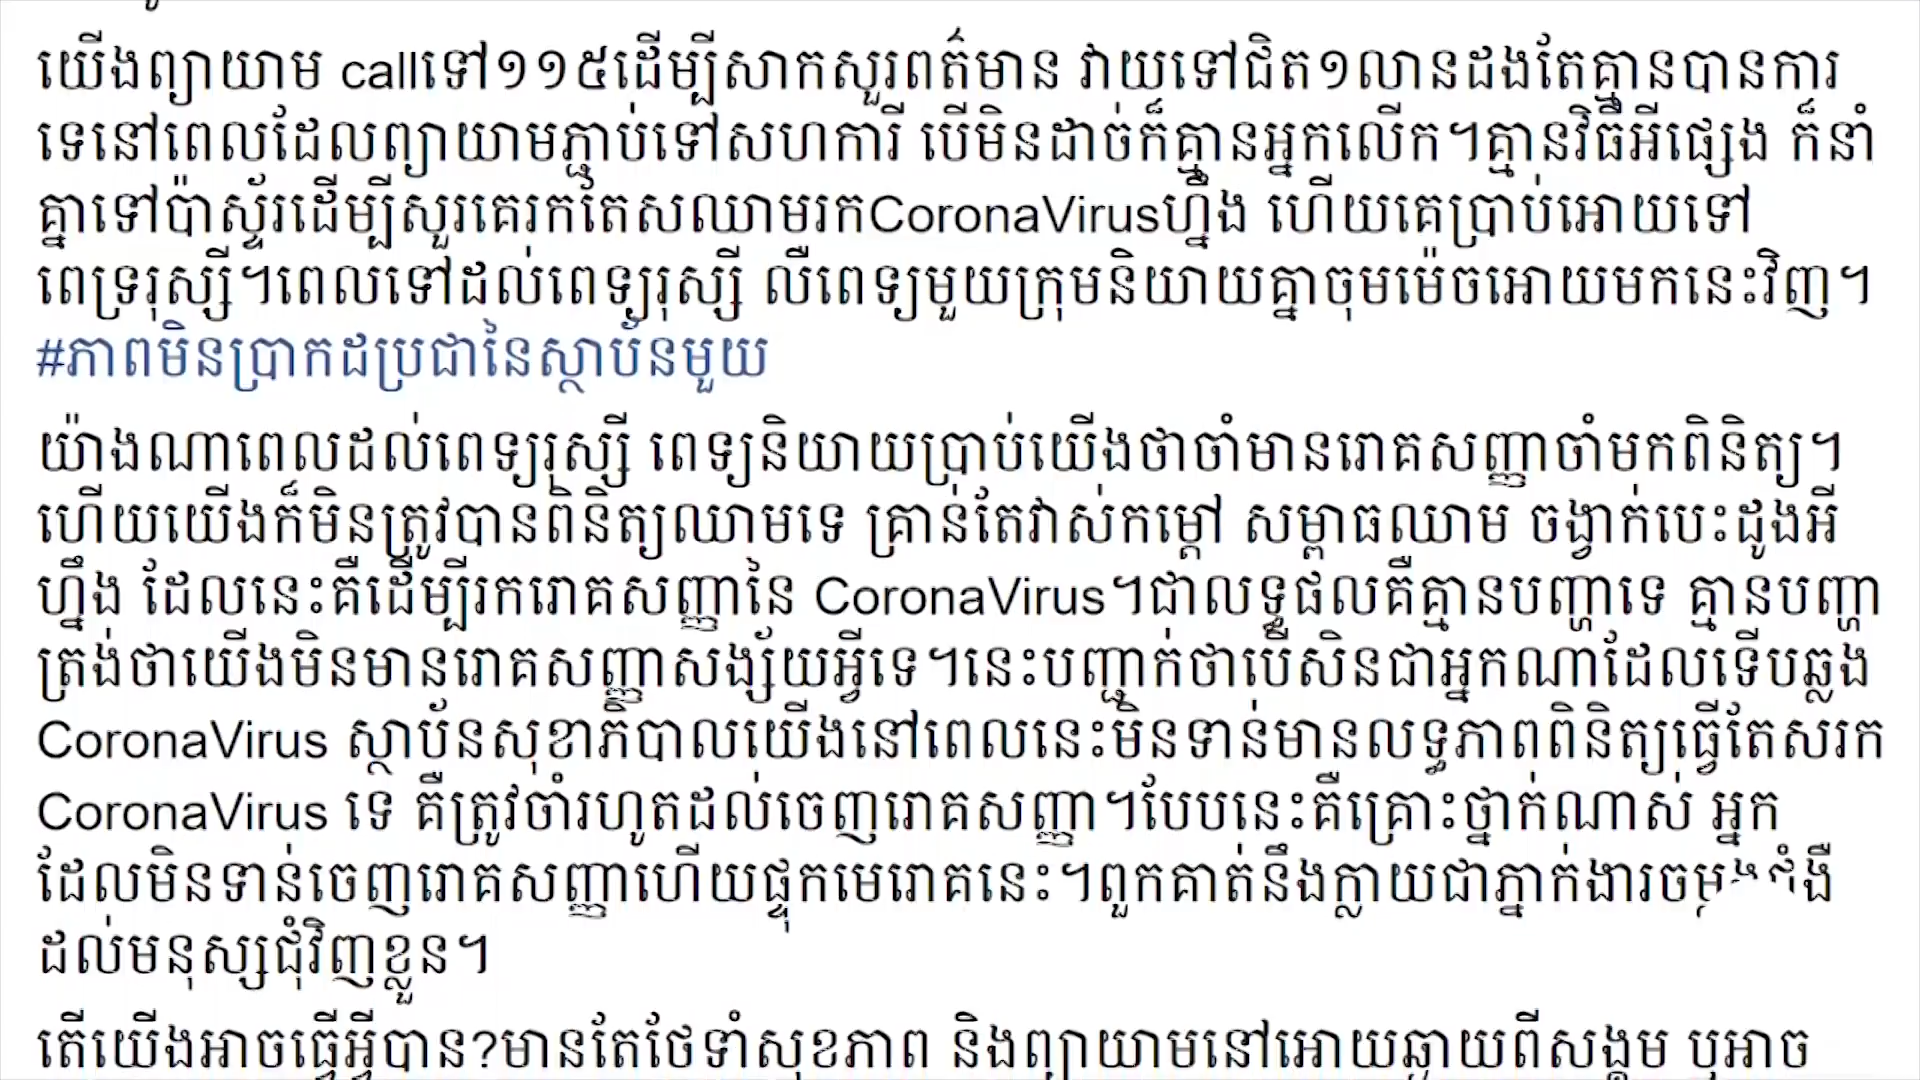 យើងព្យាយាម callទៅ១១៥ដើម្បីសាកសួរពត៌មាន វាយទៅជិត១លានដងតែគ្មានបានការ
ទេនៅពេលដែលព្យាយាមភ្ជាប់ទៅសហការី បើមិនដាច់ក៏គ្មានអ្នកលើក។គ្មានវិធីអីផ្សេង ក៏នាំ
គ្នាទៅប៉ាស្ទ័រដើម្បីសួរគេរកតែសឈាមរកCoronaVirusហ្នឹង ហើយគេប្រាប់អោយទៅ
ពេទ្ររុស្សី។ពេលទៅដល់ពេទ្យរុស្សី លឺពេទ្យមួយក្រុមនិយាយគ្នាចុមម៉េចអោយមកនេះវិញ។
#ភាពមិនប្រាកដប្រជានៃស្ថាប័នមួយ
យ៉ាងណាពេលដល់ពេទ្យរុស្សី ពេទ្យនិយាយប្រាប់យើងថាចាំមានរោគសញ្ញាចាំមកពិនិត្យ។
ហើយយើងក៏មិនត្រូវបានពិនិត្យឈាមទេ គ្រាន់តែវាស់កម្ដៅ សម្ពាធឈាម ចង្វាក់បេះដូងអី
ហ្នឹង ដែលនេះគឺដើម្បីរករោគសញ្ញានៃ CoronaVirus។ជាលទ្ធផលគឺគ្មានបញ្ហាទេ គ្មានបញ្ហា
ត្រង់ថាយើងមិនមានរោគសញ្ញាសង្ស័យអ្វីទេ។នេះបញ្ជាក់ថាបើសិនជាអ្នកណាដែលទើបឆ្លង
CoronaVirus ស្ថាប័នសុខាភិបាលយើងនៅពេលនេះមិនទាន់មានលទ្ធភាពពិនិត្យធ្វើតែសរក
CoronaVirus ទេ គឺត្រូវចាំរហូតដល់ចេញរោគសញ្ញា។បែបនេះគឺគ្រោះថ្នាក់ណាស់ អ្នក
ដែលមិនទាន់ចេញរោគសញ្ញាហើយផ្ទុកមេរោគនេះ។ពួកគាត់នឹងក្លាយជាភ្នាក់ងារចម្លងជំងឺ
ដល់មនុស្សជុំវិញខ្លួន។
តើយើងអាចធ្វើអ្វីបាន?មានតែថែទាំសុខភាព និងព្យាយាមនៅអោយឆ្ងាយពីសង្គម ឬអាច